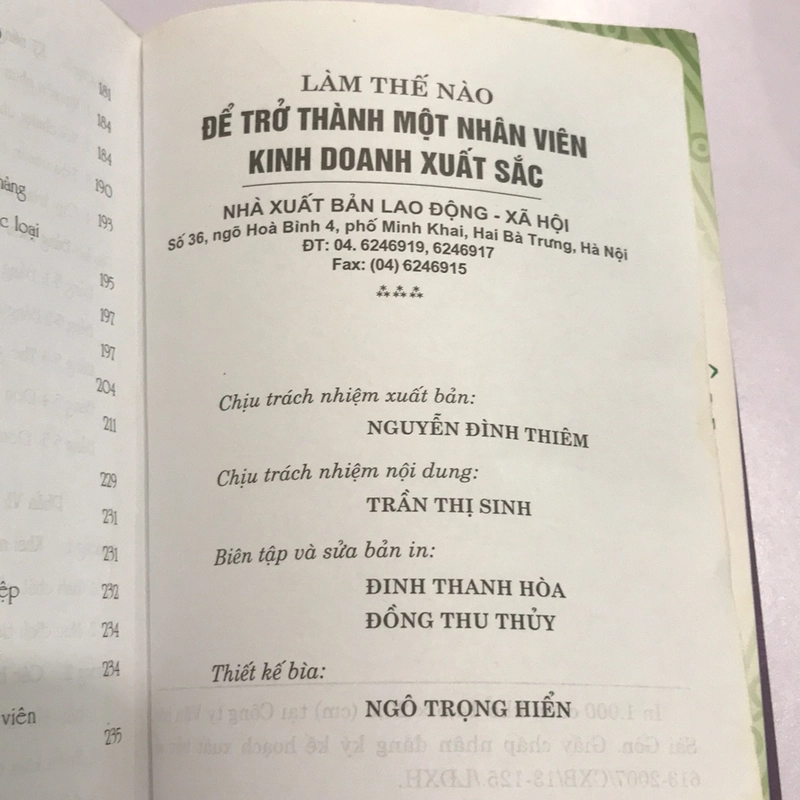 181
184
184
190
hàng
193
c loại
195
197
197
204
211
229
231
231
ệp
232
234
234
viên
235
LÀM THẾ NÀO
ĐỂ TRỞ THÀNH MỘT NHÂN VIÊN
KINH DOANH XUẤT SẮC
NHÀ XUẤT BẢN LAO ĐỘNG - XÃ HỘI
Số 36, ngõ Hoà Bình 4, phố Minh Khai, Hai Bà Trưng, Hà Nội
ĐT: 04. 6246919, 6246917
Fax: (04) 6246915
Chịu trách nhiệm xuất bản:
NGUYỄN ĐÌNH THIÊM
Chịu trách nhiệm nội dung:
TRẦN THỊ SINH
Biên tập và sửa bản in:
ĐINH THANH HÒA
ĐỒNG THU THỦY
Thiết kế bìa:
NGÔ TRỌNG HIỂN